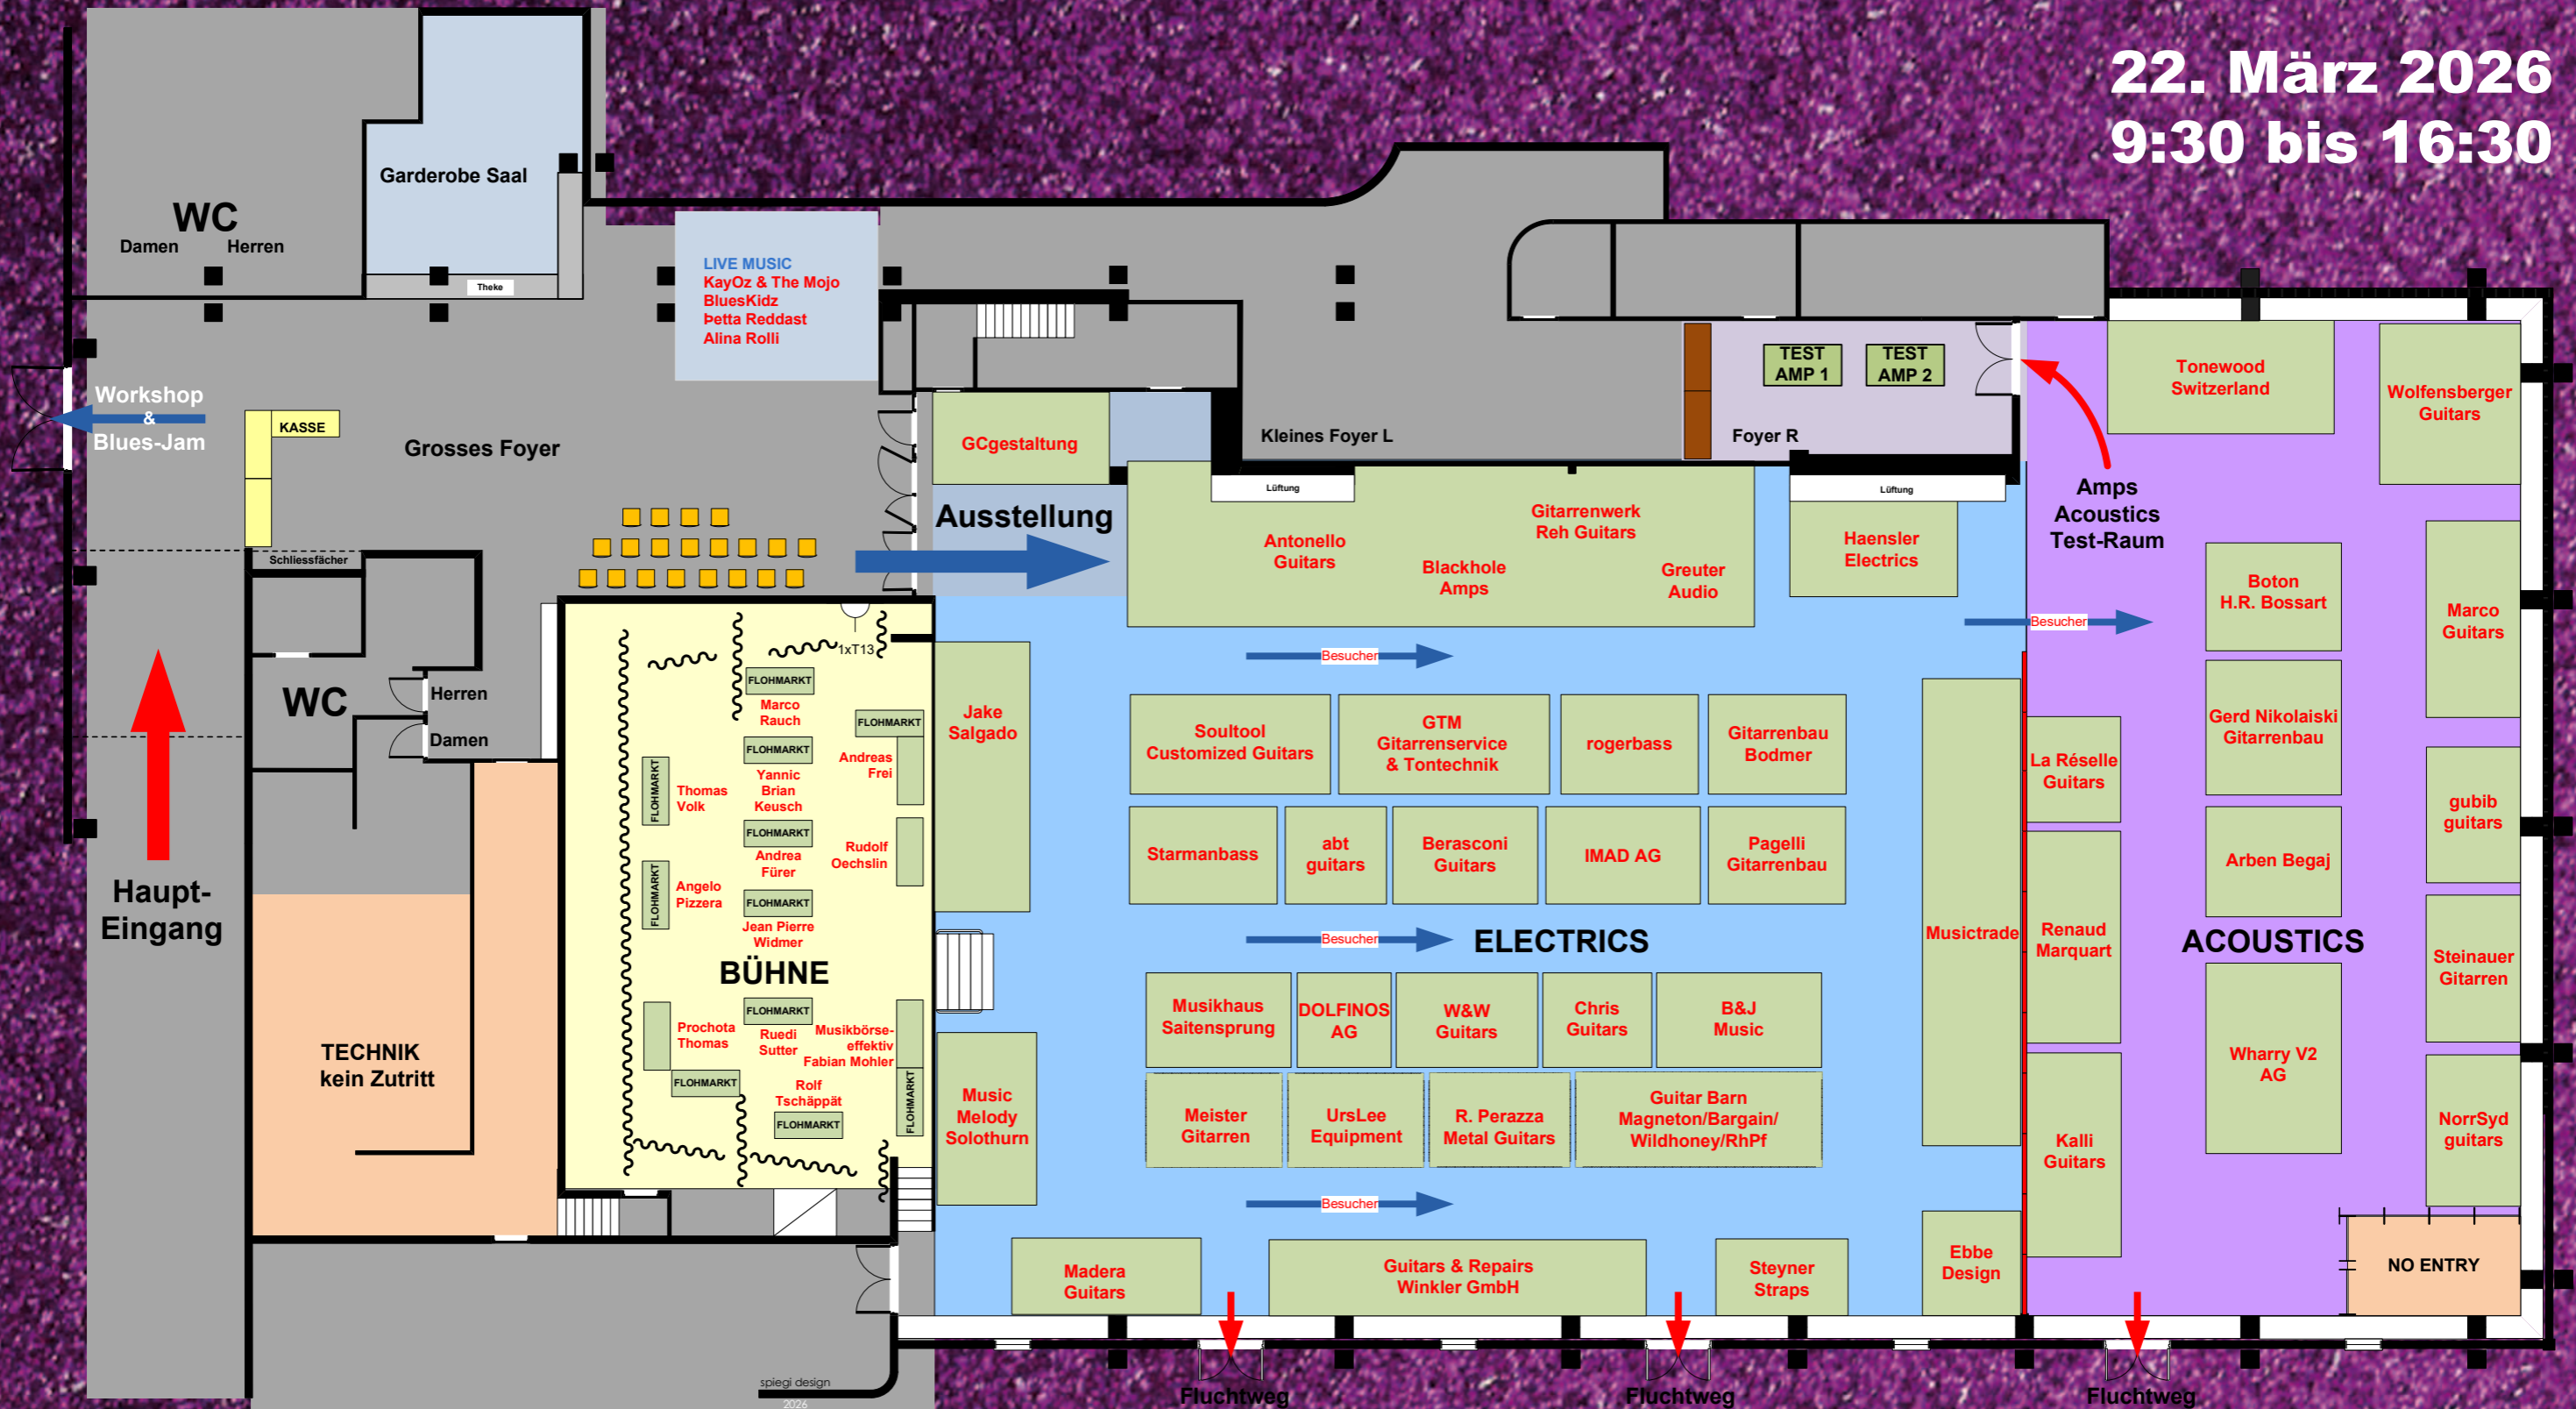 22. März 2026
9:30 bis 16:30
Garderobe Saal
WC
Damen
Herren
Theke
LIVE MUSIC
KayOz & The Mojo
BluesKidz
Þetta Reddast
Alina Rolli
Workshop
&
Blues-Jam
KASSE
Grosses Foyer
Schliessfächer
WC
Herren
Damen
Haupt-
Eingang
TECHNIK
kein Zutritt
Ausstellung
GCgestaltung
Kleines Foyer L
Foyer R
TEST
AMP 1
TEST
AMP 2
Lüftung
Lüftung
Amps
Acoustics
Test-Raum
Antonello
Guitars
Blackhole
Amps
Gitarrenwerk
Reh Guitars
Greuter
Audio
Haensler
Electrics
Tonewood
Switzerland
Wolfensberger
Guitars
Boton
H.R. Bossart
Marco
Guitars
Besucher
Besucher
1xT13
FLOHMARKT
Marco
Rauch
FLOHMARKT
Andreas
Frei
FLOHMARKT
Yannic
Brian
Keusch
FLOHMARKT
Thomas
Volk
FLOHMARKT
Andrea
Fürer
Rudolf
Oechslin
FLOHMARKT
Angelo
Pizzera
FLOHMARKT
Jean Pierre
Widmer
BÜHNE
Prochota
Thomas
FLOHMARKT
FLOHMARKT
Ruedi
Sutter
Musikbörse-
effektiv
Fabian Mohler
FLOHMARKT
Rolf
Tschäppät
FLOHMARKT
Jake
Salgado
Music
Melody
Solothurn
Soultool
Customized Guitars
GTM
Gitarrenservice
& Tontechnik
rogerbass
Gitarrenbau
Bodmer
Starmanbass
abt
guitars
Berasconi
Guitars
IMAD AG
Pagelli
Gitarrenbau
Besucher
ELECTRICS
Musictrade
Musikhaus
Saitensprung
DOLFINOS
AG
W&W
Guitars
Chris
Guitars
B&J
Music
Meister
Gitarren
UrsLee
Equipment
R. Perazza
Metal Guitars
Guitar Barn
Magneton/Bargain/
Wildhoney/RhPf
Besucher
Madera
Guitars
Guitars & Repairs
Winkler GmbH
Steyner
Straps
Ebbe
Design
La Réselle
Guitars
Renaud
Marquart
Kalli
Guitars
Gerd Nikolaiski
Gitarrenbau
Arben Begaj
ACOUSTICS
Wharry V2
AG
gubib
guitars
Steinauer
Gitarren
NorrSyd
guitars
NO ENTRY
Fluchtweg
Fluchtweg
Fluchtweg
spiegi design
2026